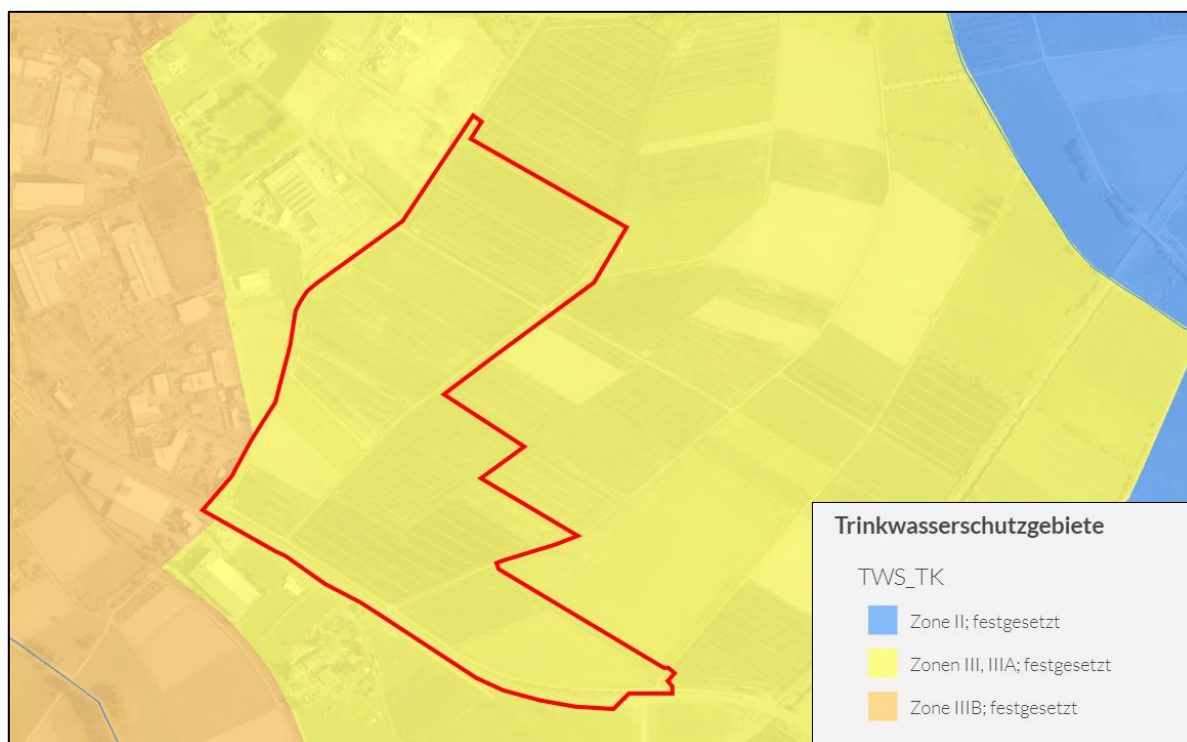 Trinkwasserschutzgebiete
TWS_TK
Zone II; festgesetzt
Zonen III, IIIA; festgesetzt
Zone IIIB; festgesetzt